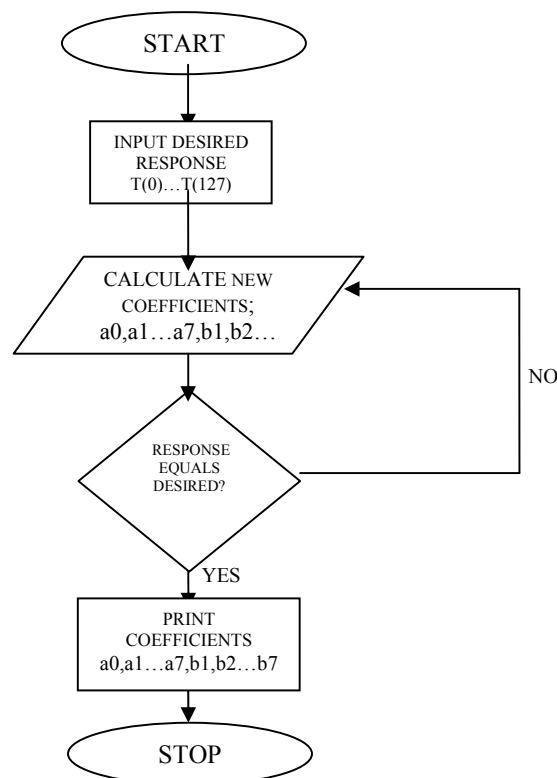 START
INPUT DESIRED
RESPONSE
T(0)…T(127)
CALCULATE NEW
COEFFICIENTS;
a0,a1…a7,b1,b2…
NO
RESPONSE
EQUALS
DESIRED?
YES
PRINT
COEFFICIENTS
a0,a1…a7,b1,b2…b7
STOP